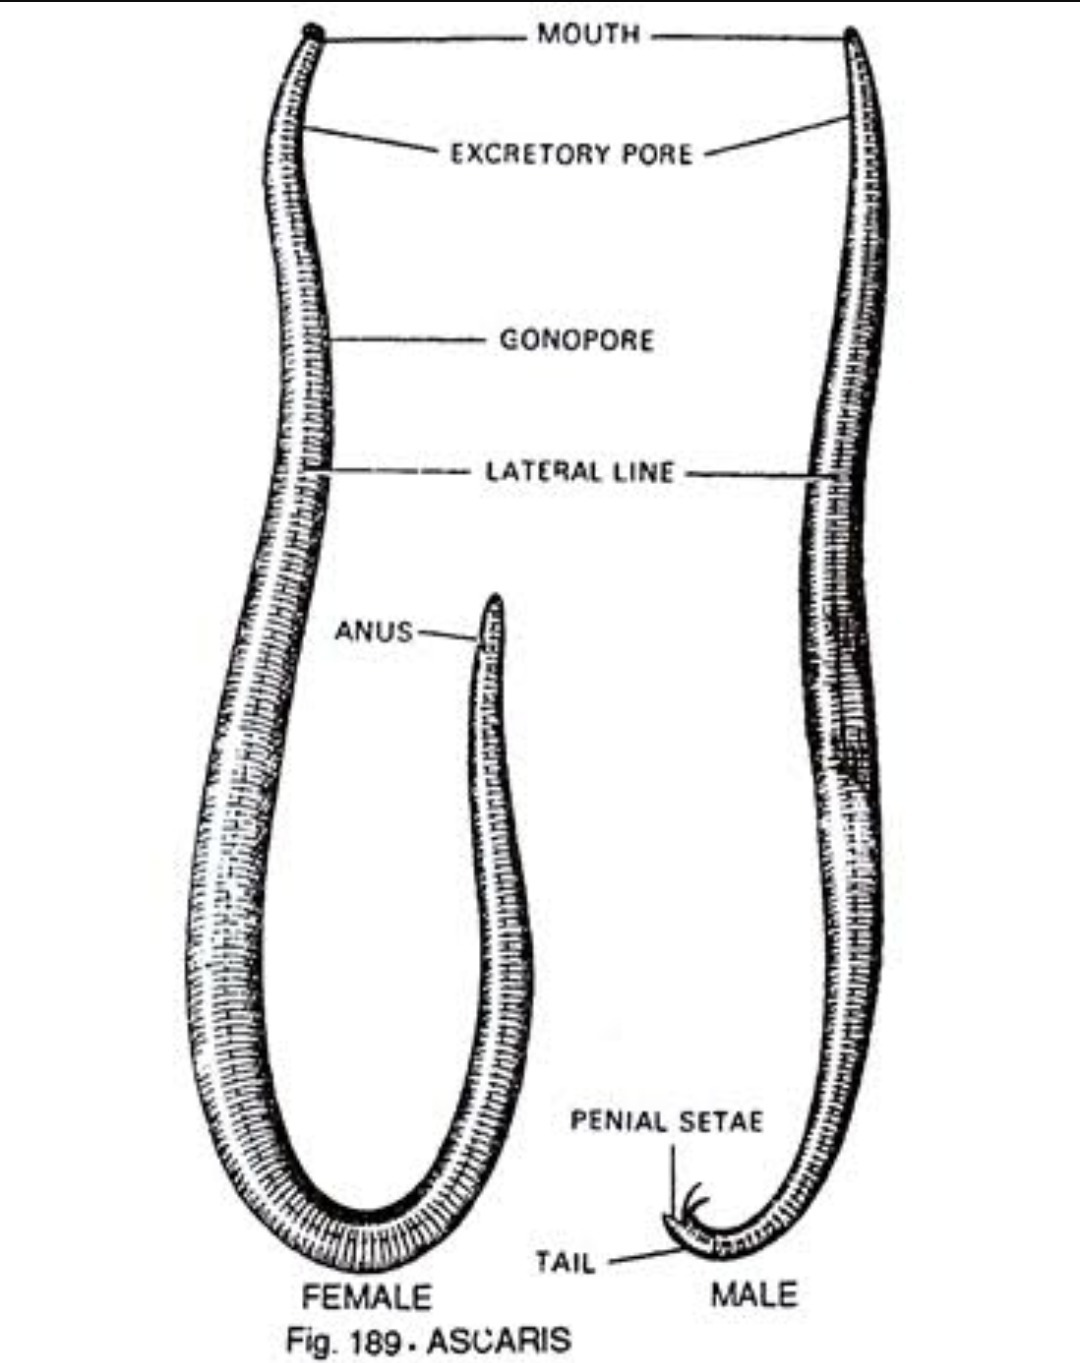 MOUTH
EXCRETORY PORE
GONOPORE
LATERAL LINE
ANUS
PENIAL SETAE
TAIL
FEMALE
MALE
Fig. 189. ASCARIS